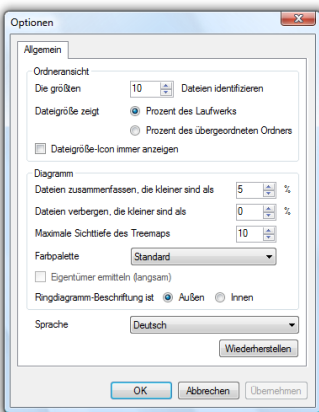 Optionen
Allgemein
Ordneransicht
Die größten 10 Dateien identifizieren
Dateigröße zeigt Prozent des Laufwerks
Prozent des übergeordneten Ordners
Dateigröße-Icon immer anzeigen
Diagramm
Dateien zusammenfassen, die kleiner sind als 5 %
Dateien verbergen, die kleiner sind als 0 %
Maximale Sichttiefe des Treemaps 10
Farbpalette Standard
Eigentümer ermitteln (langsam)
Ringdiagramm-Beschriftung ist Außen Innen
Sprache Deutsch
Wiederherstellen
OK Abbrechen Übernehmen